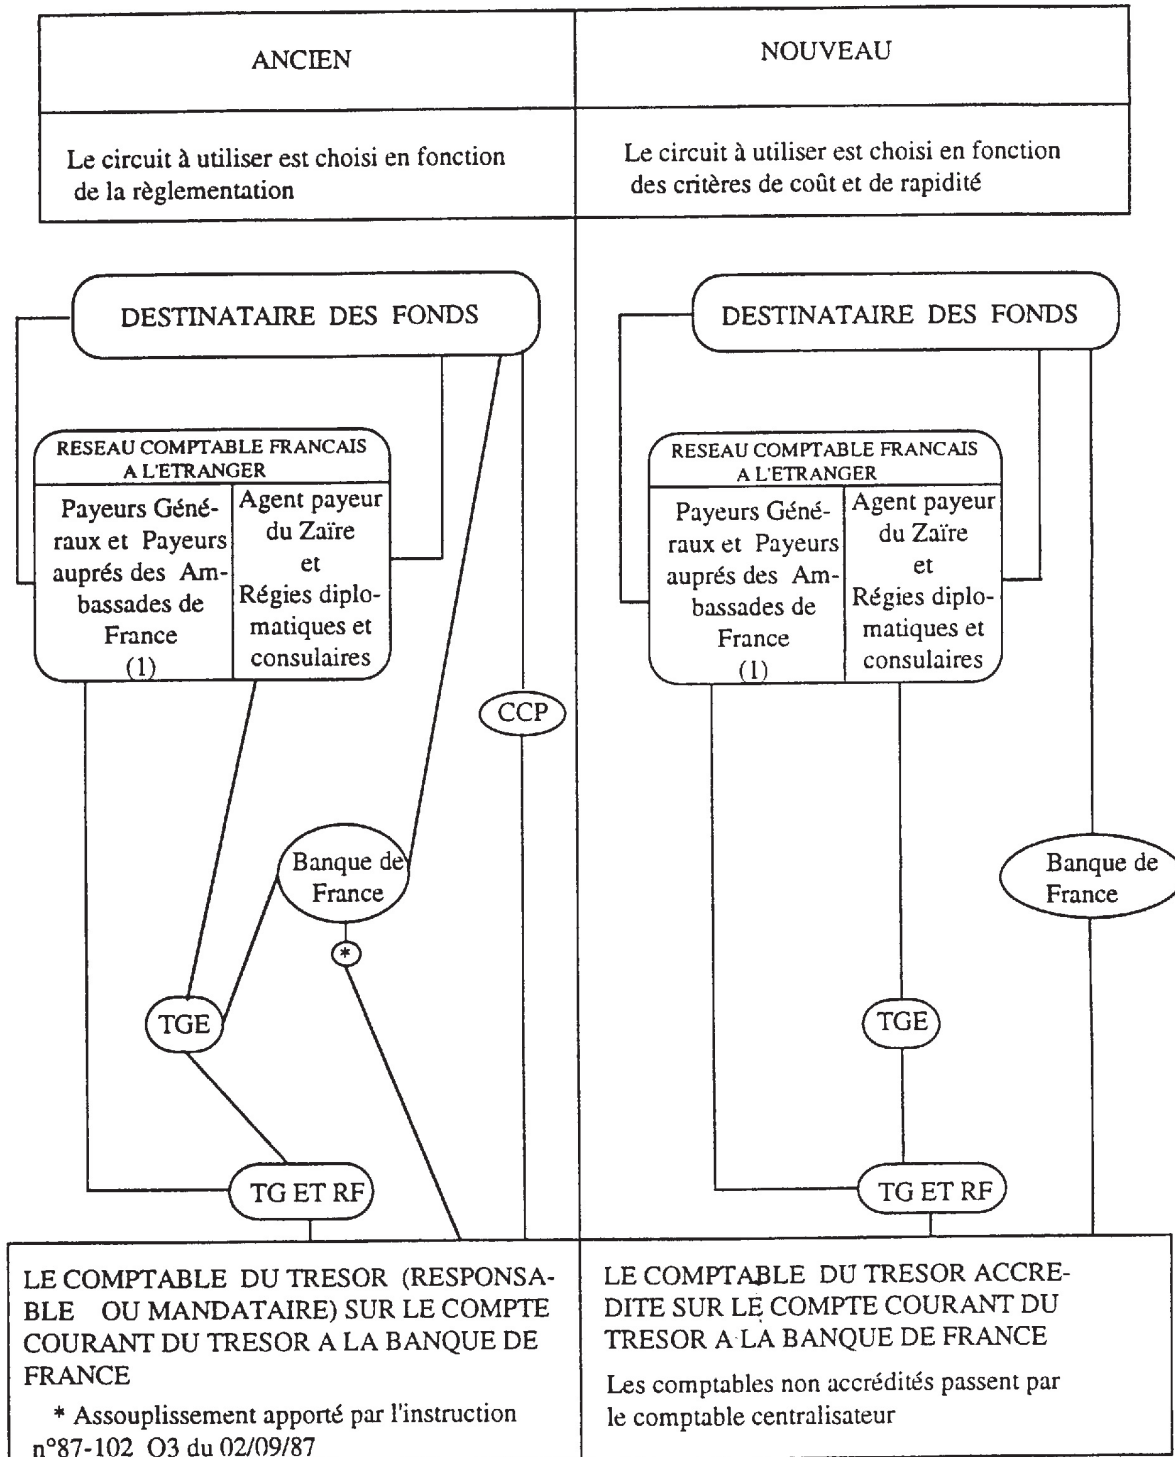 ANCIEN
Le circuit à utiliser est choisi en fonction
de la règlementation
DESTINATAIRE DES FONDS
RESEAU COMPTABLE FRANCAIS
A L'ETRANGER
Payeurs Géné-
raux et Payeurs
auprés des Am-
bassades de
France
(1)
Agent payeur
du Zaïre
et
Régies diplo-
matiques et
consulaires
CCP
Banque de
France
*
TGE
TG ET RF
LE COMPTABLE DU TRESOR (RESPONSA-
BLE OU MANDATAIRE) SUR LE COMPTE
COURANT DU TRESOR A LA BANQUE DE
FRANCE
* Assouplissement apporté par l'instruction
n°87-102 O3 du 02/09/87
NOUVEAU
Le circuit à utiliser est choisi en fonction
des critères de coût et de rapidité
DESTINATAIRE DES FONDS
RESEAU COMPTABLE FRANCAIS
A L'ETRANGER
Payeurs Géné-
raux et Payeurs
auprés des Am-
bassades de
France
(1)
Agent payeur
du Zaïre
et
Régies diplo-
matiques et
consulaires
Banque de
France
TGE
TG ET RF
LE COMPTABLE DU TRESOR ACCRE-
DITE SUR LE COMPTE COURANT DU
TRESOR A LA BANQUE DE FRANCE
Les comptables non accrédités passent par
le comptable centralisateur